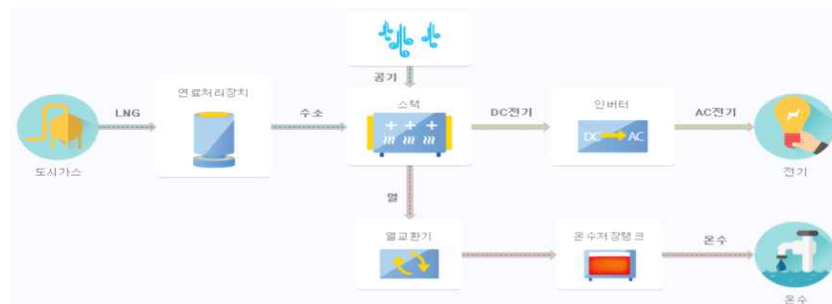 공기
연료처리장치
스택
인버터
LNG
수소
DC전기
AC전기
DC
AC
도시가스
전기
열
열교환기
온수저장탱크
온수
온수